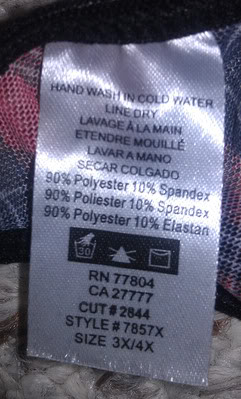 HAND WASH IN COLD WATER
LINE DRY
LAVAGE À LA MAIN
ETENDRE MOUILLÉ
LAVAR A MANO
SECAR COLGADO
90% Polyester 10% Spandex
90% Poliester 10% Spandex
90% Polyester 10% Elastan
30
RN 77804
CA 27777
CUT # 2844
STYLE # 7857X
SIZE 3X/4X